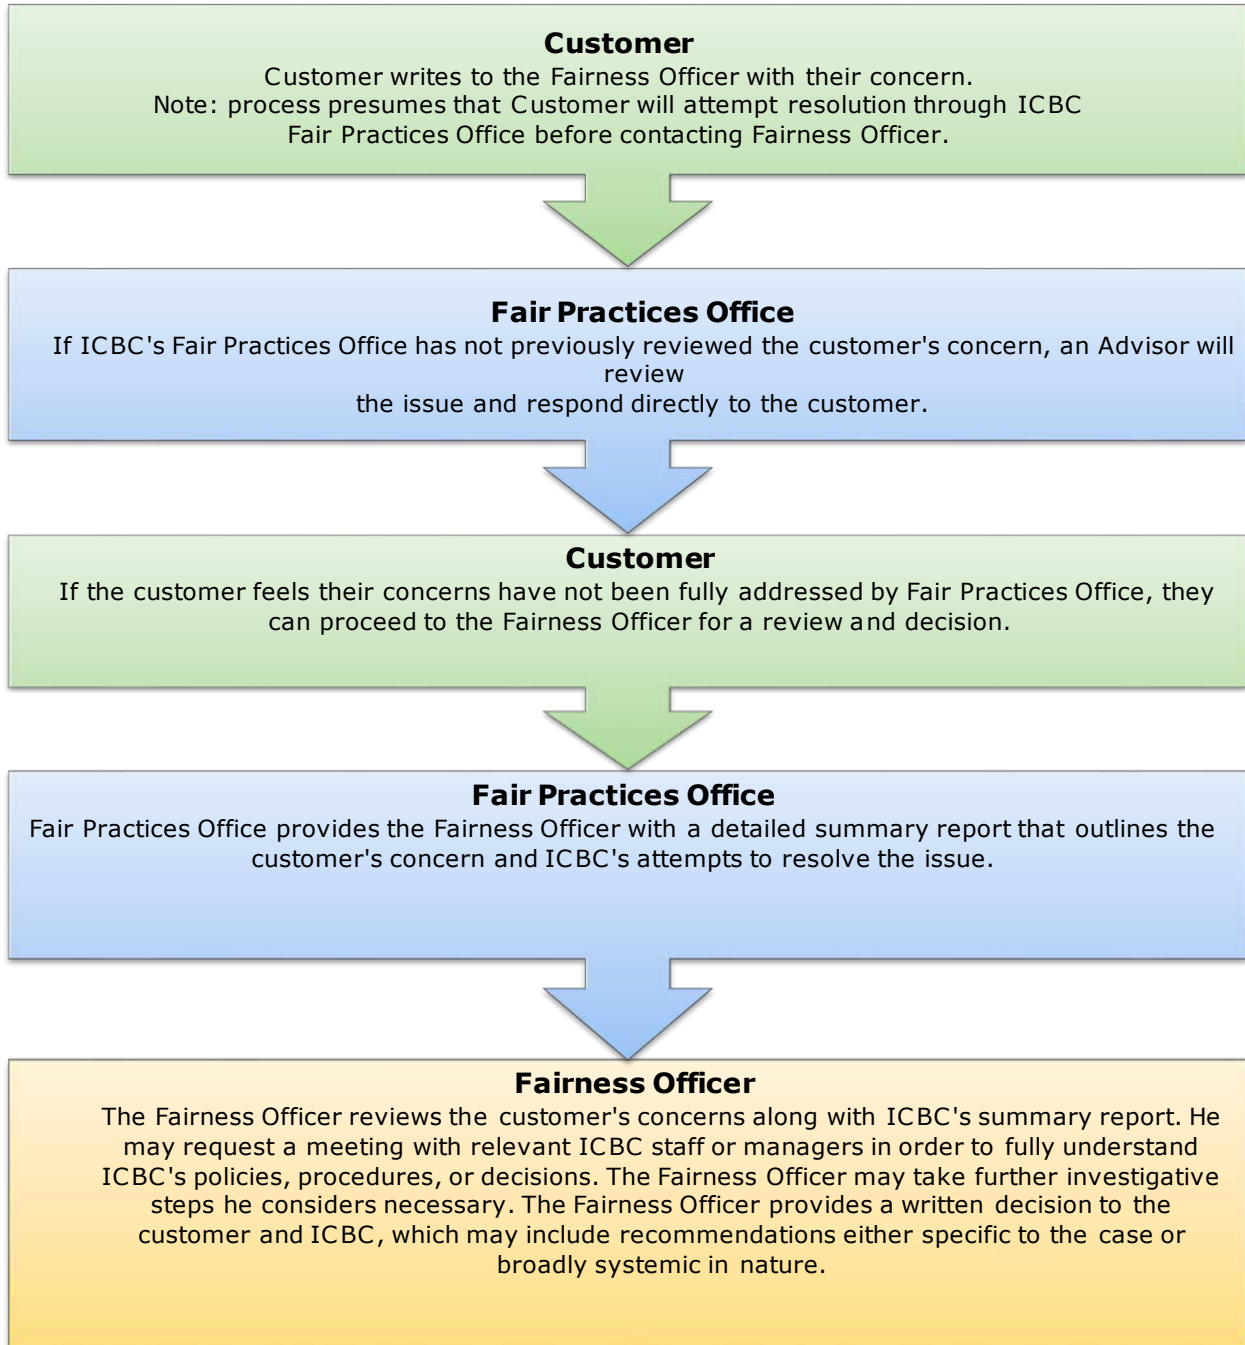 Customer
Customer writes to the Fairness Officer with their concern.
Note: process presumes that Customer will attempt resolution through ICBC
Fair Practices Office before contacting Fairness Officer.
Fair Practices Office
If ICBC's Fair Practices Office has not previously reviewed the customer's concern, an Advisor will
review
the issue and respond directly to the customer.
Customer
If the customer feels their concerns have not been fully addressed by Fair Practices Office, they
can proceed to the Fairness Officer for a review and decision.
Fair Practices Office
Fair Practices Office provides the Fairness Officer with a detailed summary report that outlines the
customer's concern and ICBC's attempts to resolve the issue.
Fairness Officer
The Fairness Officer reviews the customer's concerns along with ICBC's summary report. He
may request a meeting with relevant ICBC staff or managers in order to fully understand
ICBC's policies, procedures, or decisions. The Fairness Officer may take further investigative
steps he considers necessary. The Fairness Officer provides a written decision to the
customer and ICBC, which may include recommendations either specific to the case or
broadly systemic in nature.